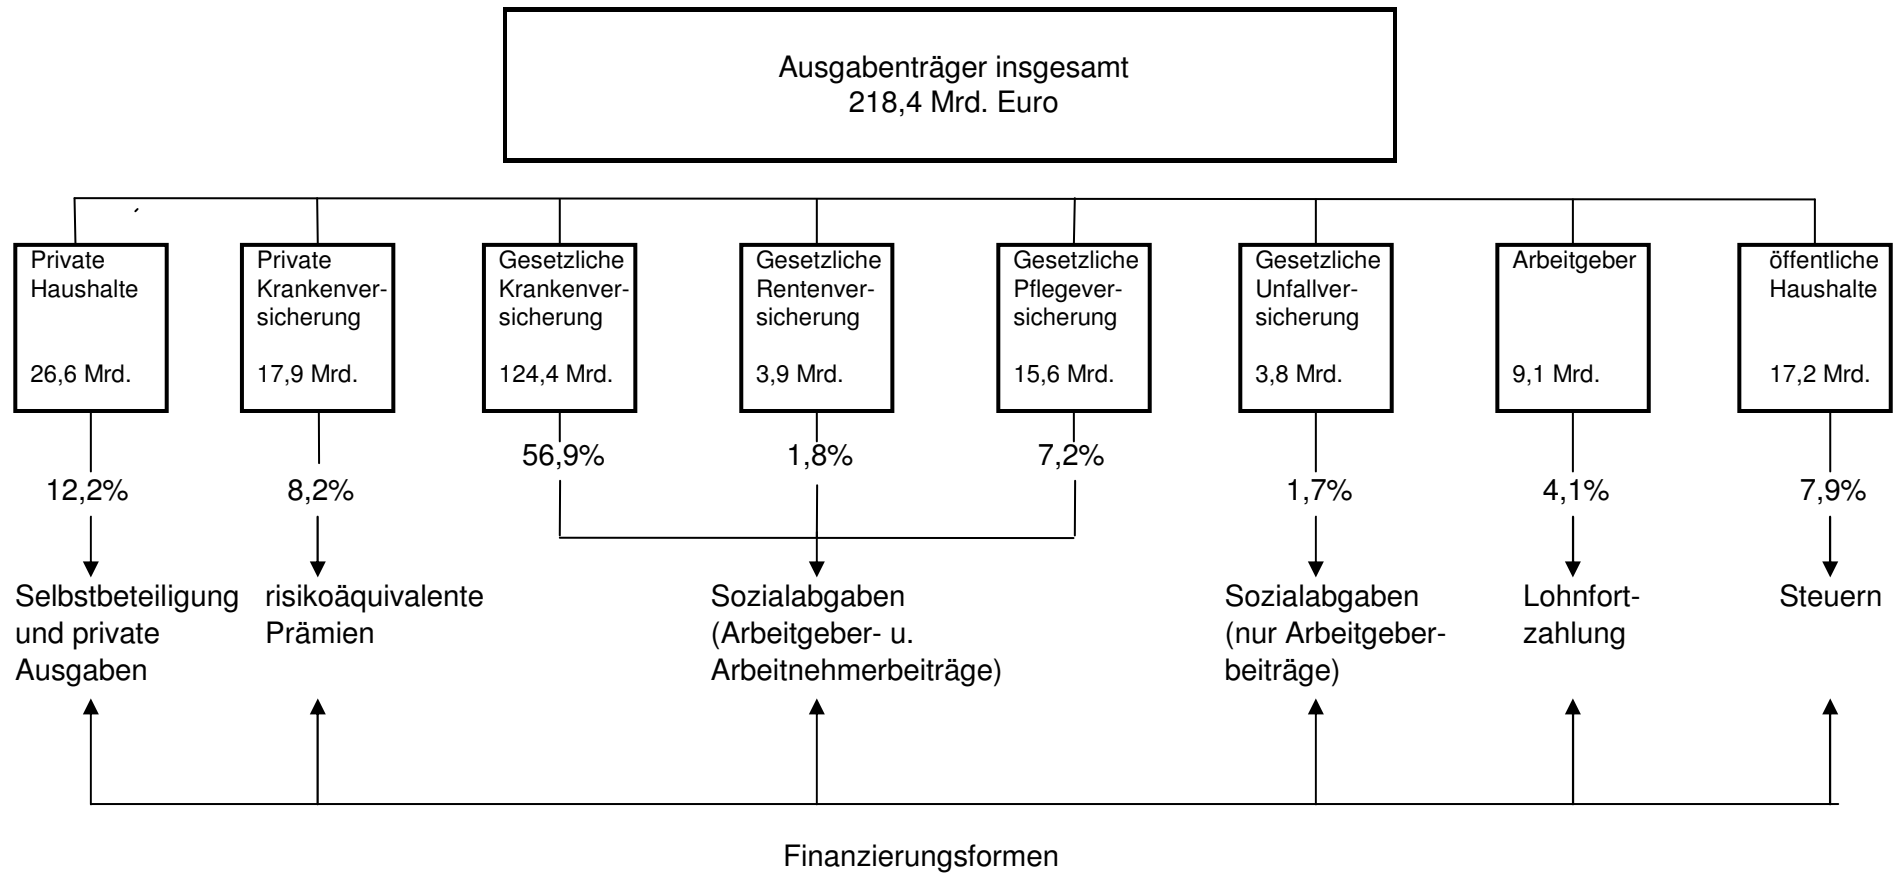 Ausgabenträger insgesamt
218,4 Mrd. Euro
Private
Haushalte
26,6 Mrd.
Private
Krankenver-
sicherung
17,9 Mrd.
Gesetzliche
Krankenver-
sicherung
124,4 Mrd.
Gesetzliche
Rentenver-
sicherung
3,9 Mrd.
Gesetzliche
Pflegever-
sicherung
15,6 Mrd.
Gesetzliche
Unfallver-
sicherung
3,8 Mrd.
Arbeitgeber
9,1 Mrd.
öffentliche
Haushalte
17,2 Mrd.
12,2%
8,2%
56,9%
1,8%
7,2%
1,7%
4,1%
7,9%
Selbstbeteiligung
und private
Ausgaben
risikoäquivalente
Prämien
Sozialabgaben
(Arbeitgeber- u.
Arbeitnehmerbeiträge)
Sozialabgaben
(nur Arbeitgeber-
beiträge)
Lohnfort-
zahlung
Steuern
Finanzierungsformen